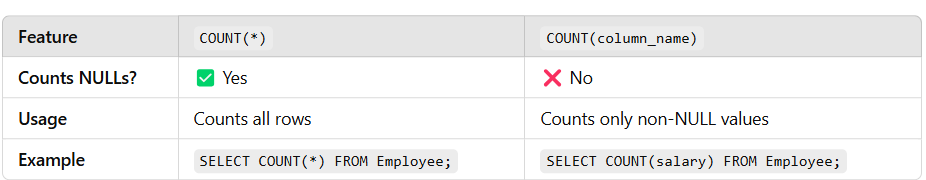 Feature COUNT(*) COUNT(column_name)
Counts NULLs? ✅ Yes ❌ No
Usage Counts all rows Counts only non-NULL values
Example SELECT COUNT(*) FROM Employee; SELECT COUNT(salary) FROM Employee;